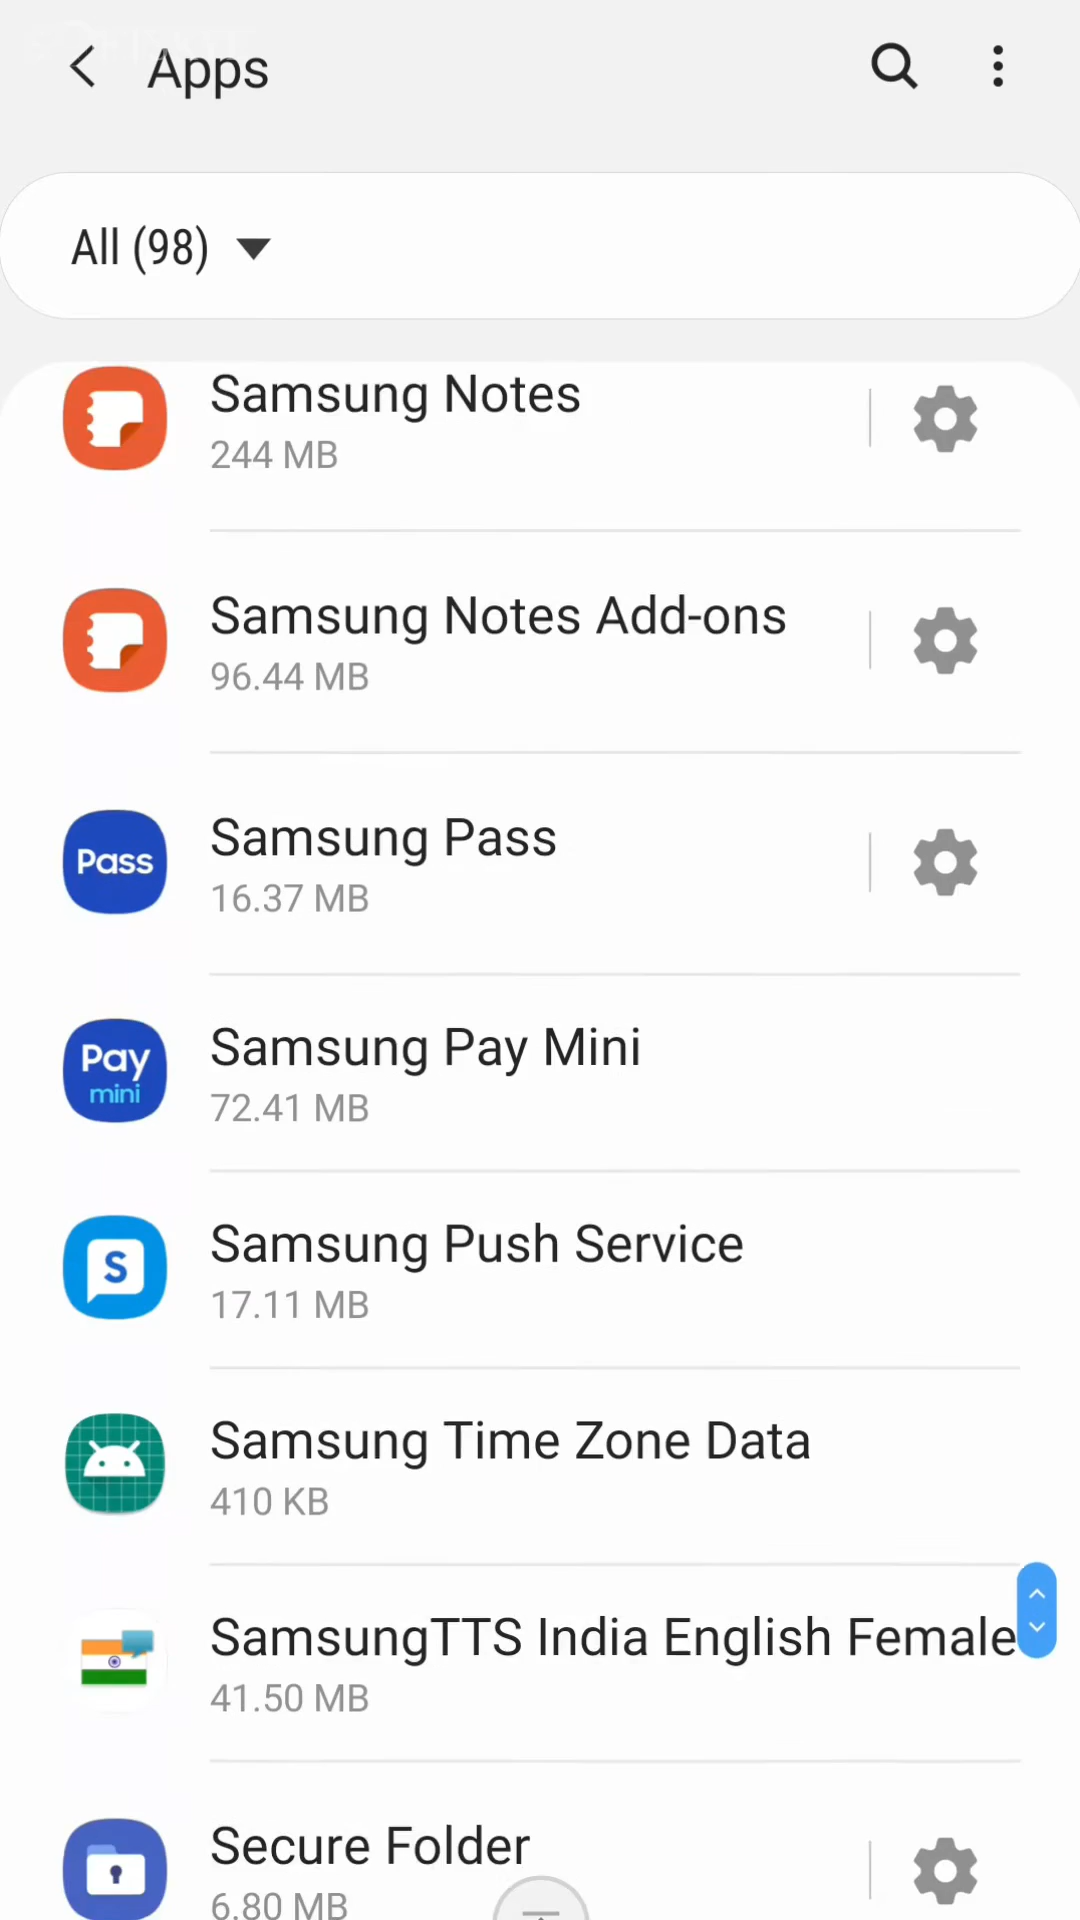 Apps
All (98)
Samsung Notes
244 MB
Samsung Notes Add-ons
96.44 MB
Pass
Samsung Pass
16.37 MB
Pay
mini
Samsung Pay Mini
72.41 MB
S
Samsung Push Service
17.11 MB
Samsung Time Zone Data
410 KB
SamsungTTS India English Female
41.50 MB
Secure Folder
6.80 MB